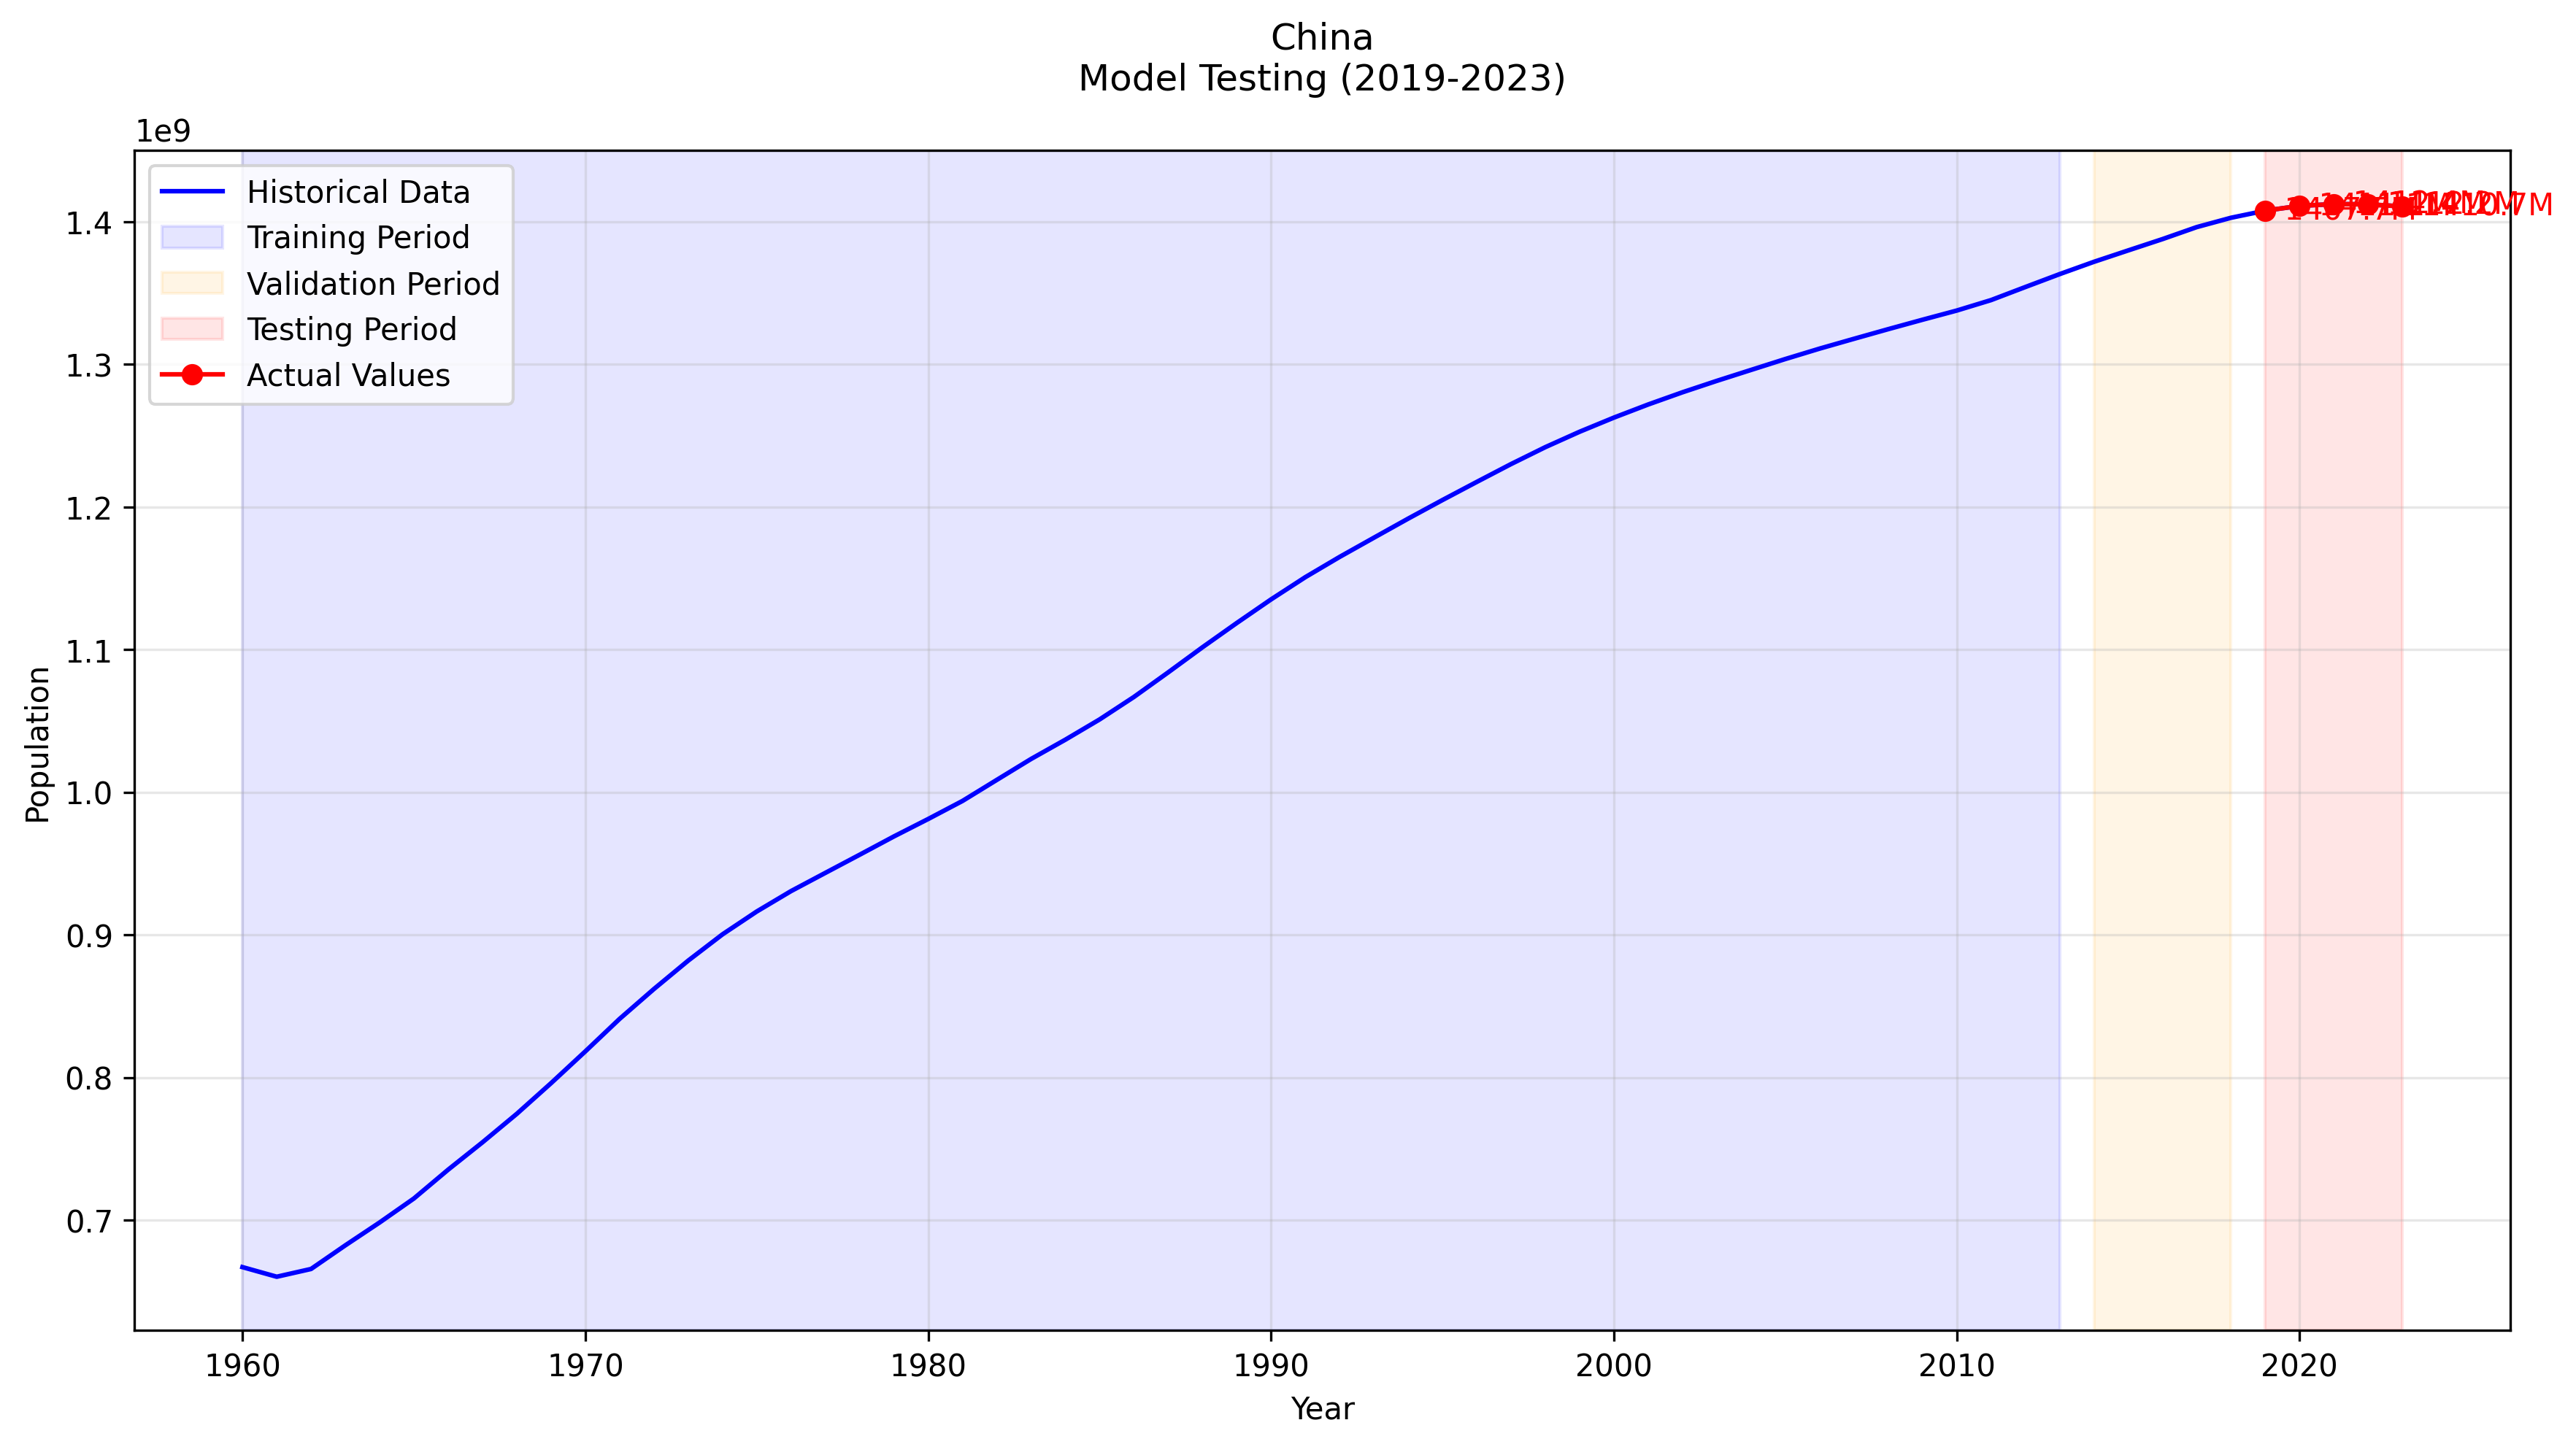 China
Model Testing (2019-2023)
1e9
Historical Data
Training Period
Validation Period
Testing Period
Actual Values
1.4
1.3
1.2
1.1
1.0
0.9
0.8
0.7
Population
1960
1970
1980
1990
2000
2010
2020
Year